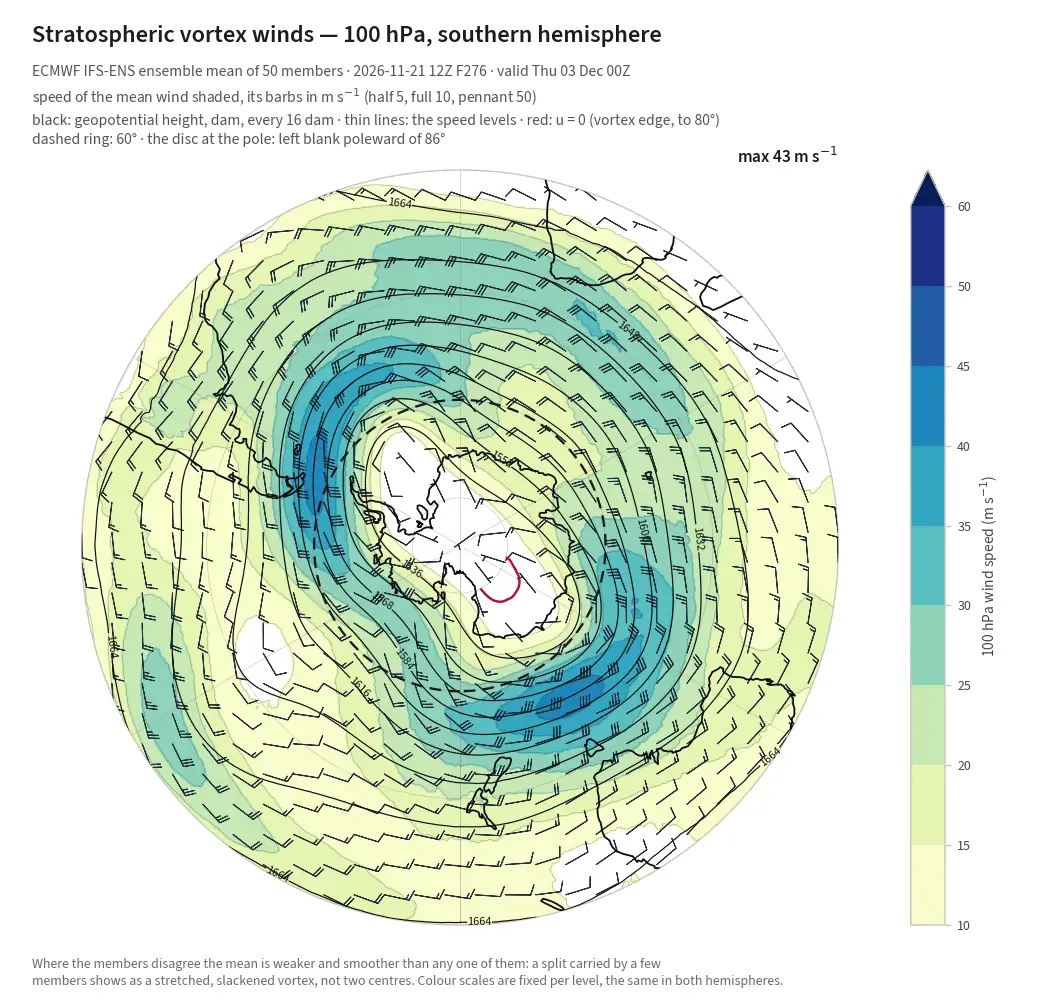 Stratospheric vortex winds — 100 hPa, southern hemisphere
ECMWF IFS-ENS ensemble mean of 50 members · 2026-11-21 12Z F276 · valid Thu 03 Dec 00Z
speed of the mean wind shaded, its barbs in m s⁻¹ (half 5, full 10, pennant 50)
black: geopotential height, dam, every 16 dam · thin lines: the speed levels · red: u = 0 (vortex edge, to 80°)
dashed ring: 60° · the disc at the pole: left blank poleward of 86°
max 43 m s⁻¹
60
50
45
40
35
30
25
20
15
10
100 hPa wind speed (m s⁻¹)
1664
1648
1632
1568
1584
1616
1664
1664
1664
1664
Where the members disagree the mean is weaker and smoother than any one of them: a split carried by a few
members shows as a stretched, slackened vortex, not two centres. Colour scales are fixed per level, the same in both hemispheres.